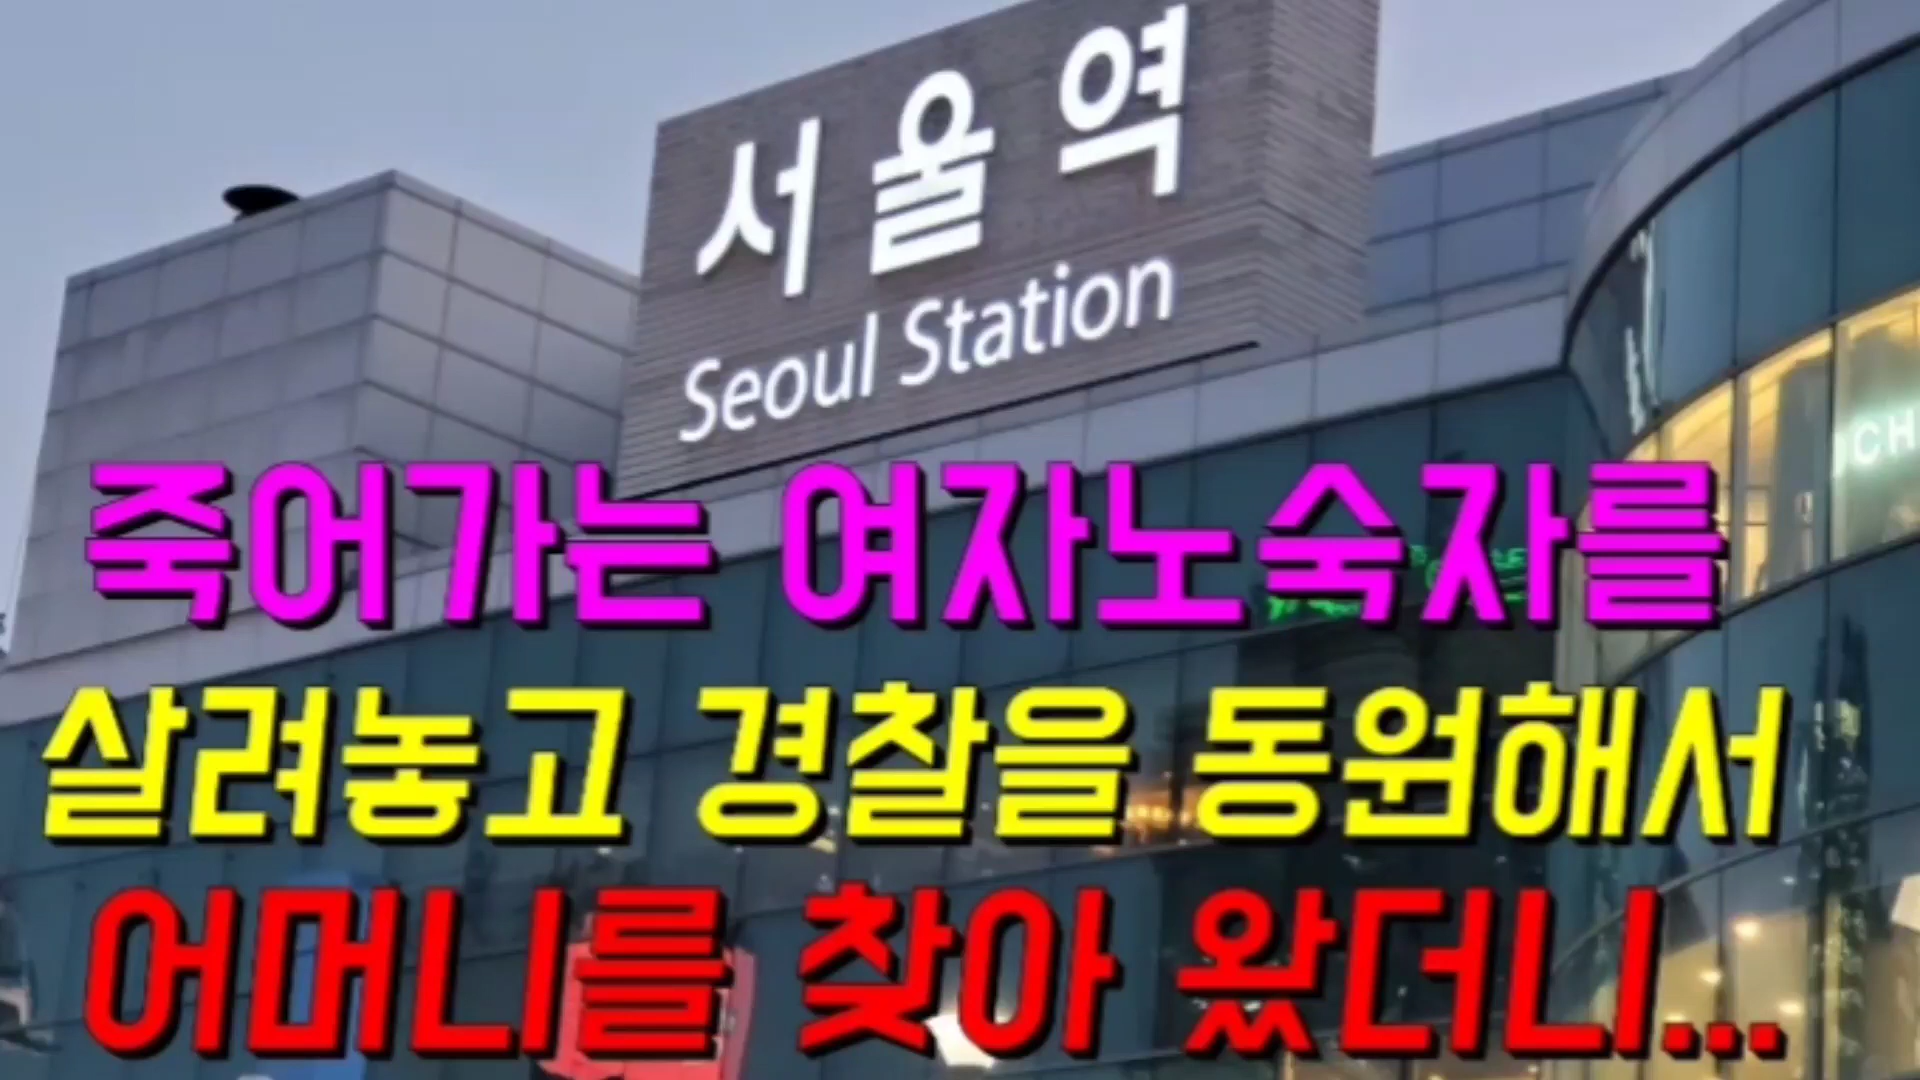 서울역
Seoul Station
CH
죽어가는 여자노숙자를
살려놓고 경찰을 동원해서
어머니를 찾아 왔더니...